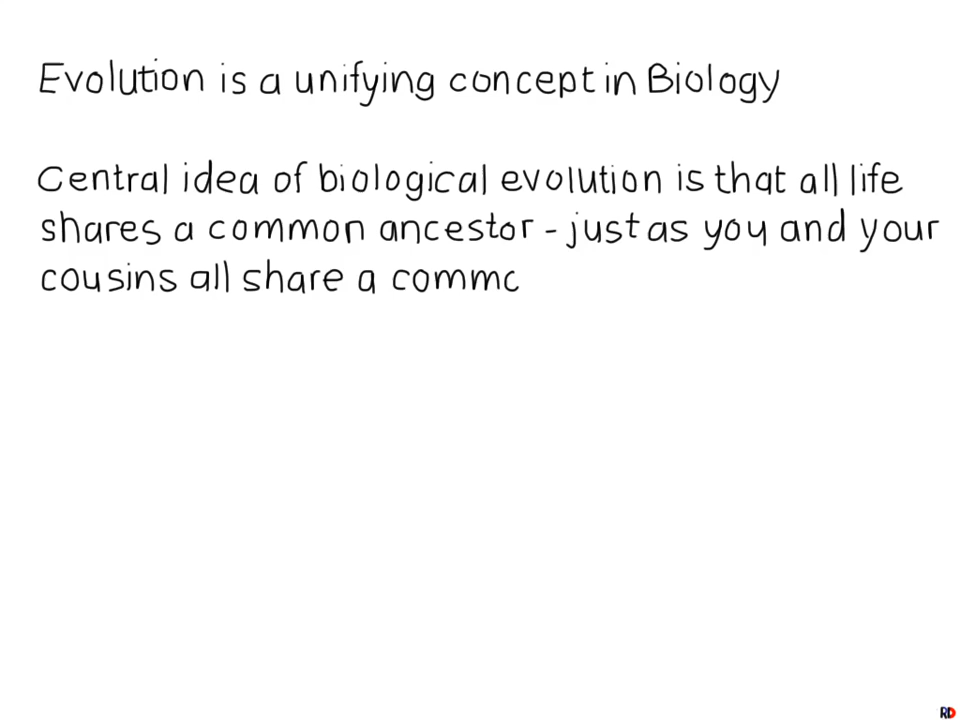 Evolution is a unifying concept in Biology
Central idea of biological evolution is that all life
shares a common ancestor - just as you and your
cousins all share a commc
RD